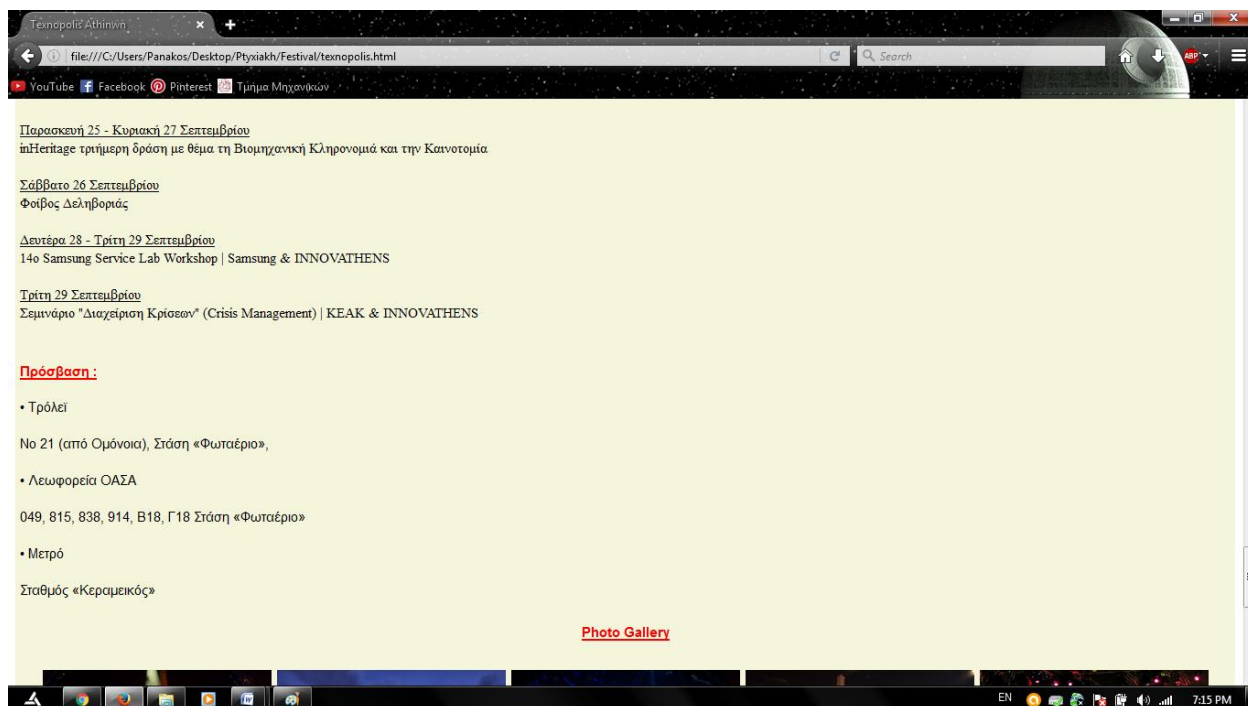 Texnopolis Athinwn
file:///C:/Users/Panakos/Desktop/Ptyxiakh/Festival/texnopolis.html
Search
ABP
YouTube Facebook Pinterest Τμήμα Μηχανικών
Παρασκευή 25 - Κυριακή 27 Σεπτεμβρίου
inHeritage τριήμερη δράση με θέμα τη Βιομηχανική Κληρονομιά και την Καινοτομία
Σάββατο 26 Σεπτεμβρίου
Φοίβος Δεληβοριάς
Δευτέρα 28 - Τρίτη 29 Σεπτεμβρίου
14ο Samsung Service Lab Workshop | Samsung & INNOVATHENS
Τρίτη 29 Σεπτεμβρίου
Σεμινάριο "Διαχείριση Κρίσεων" (Crisis Management) | ΚΕΑΚ & INNOVATHENS
Πρόσβαση :
• Τρόλεϊ
Νο 21 (από Ομόνοια), Στάση «Φωταέριο»,
• Λεωφορεία ΟΑΣΑ
049, 815, 838, 914, Β18, Γ18 Στάση «Φωταέριο»
• Μετρό
Σταθμός «Κεραμεικός»
Photo Gallery
EN
7:15 PM